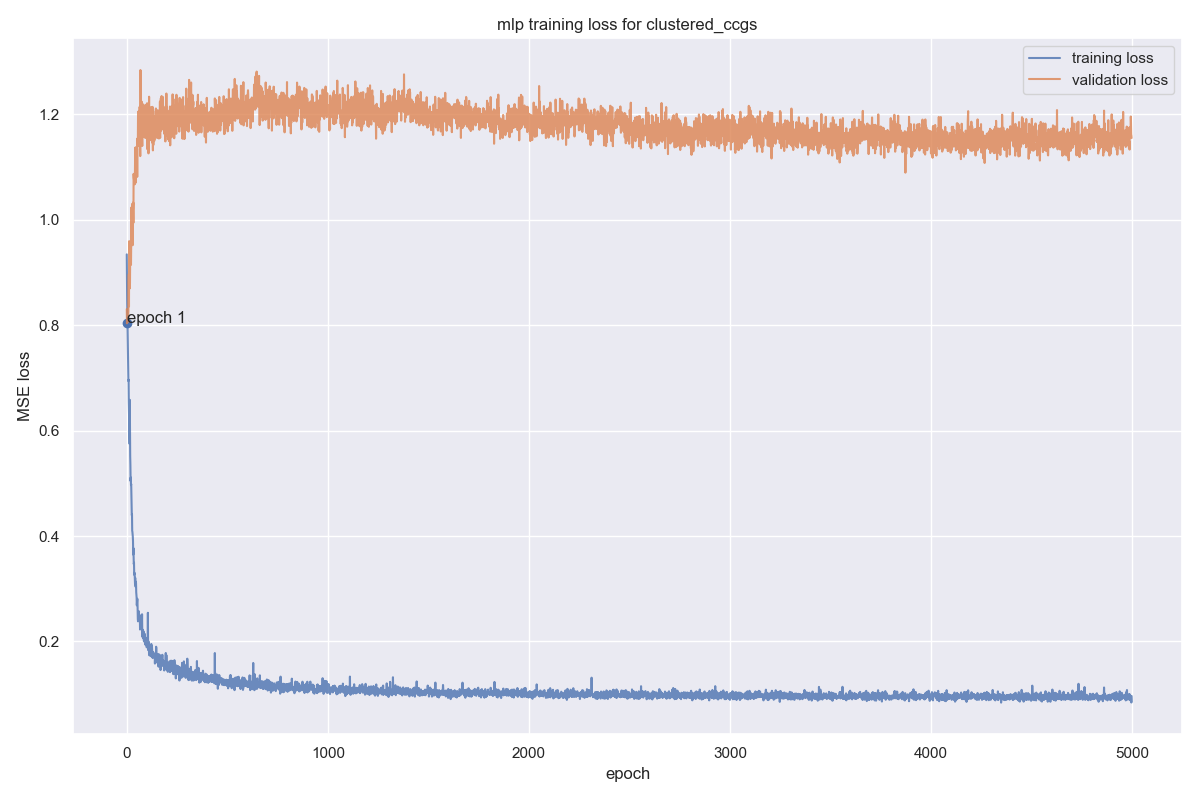 mlp training loss for clustered_ccgs
training loss
validation loss
1.2
1.0
0.8
0.6
0.4
0.2
epoch 1
MSE loss
0
1000
2000
3000
4000
5000
epoch